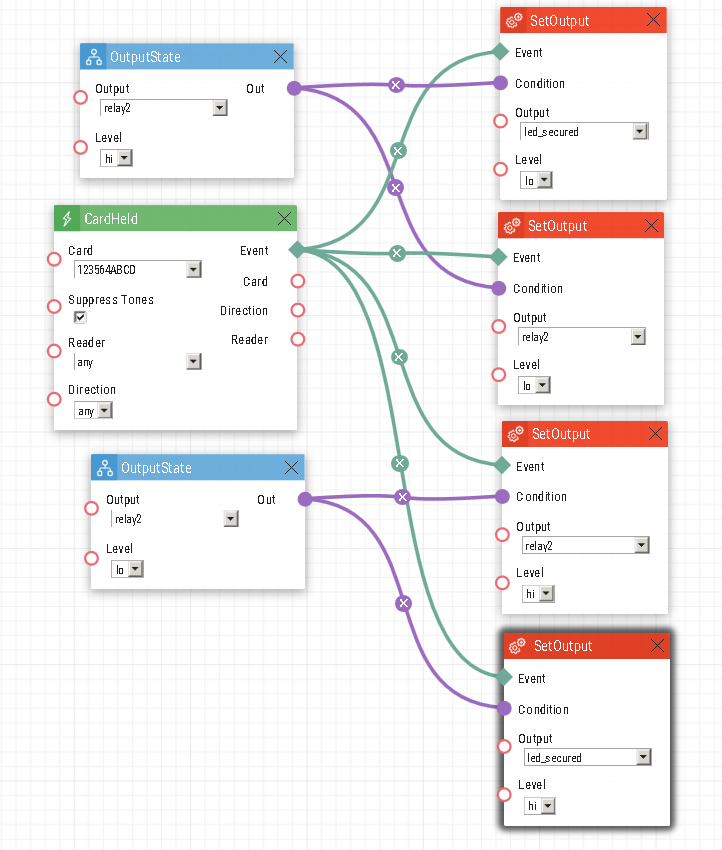 OutputState
Output
Out
relay2
Level
hi
CardHeld
Card
Event
123564ABCD
Card
Suppress Tones
Direction
Reader
Reader
any
Direction
any
OutputState
Output
Out
relay2
Level
lo
SetOutput
Event
Condition
Output
led_secured
Level
lo
SetOutput
Event
Condition
Output
relay2
Level
lo
SetOutput
Event
Condition
Output
relay2
Level
hi
SetOutput
Event
Condition
Output
led_secured
Level
hi